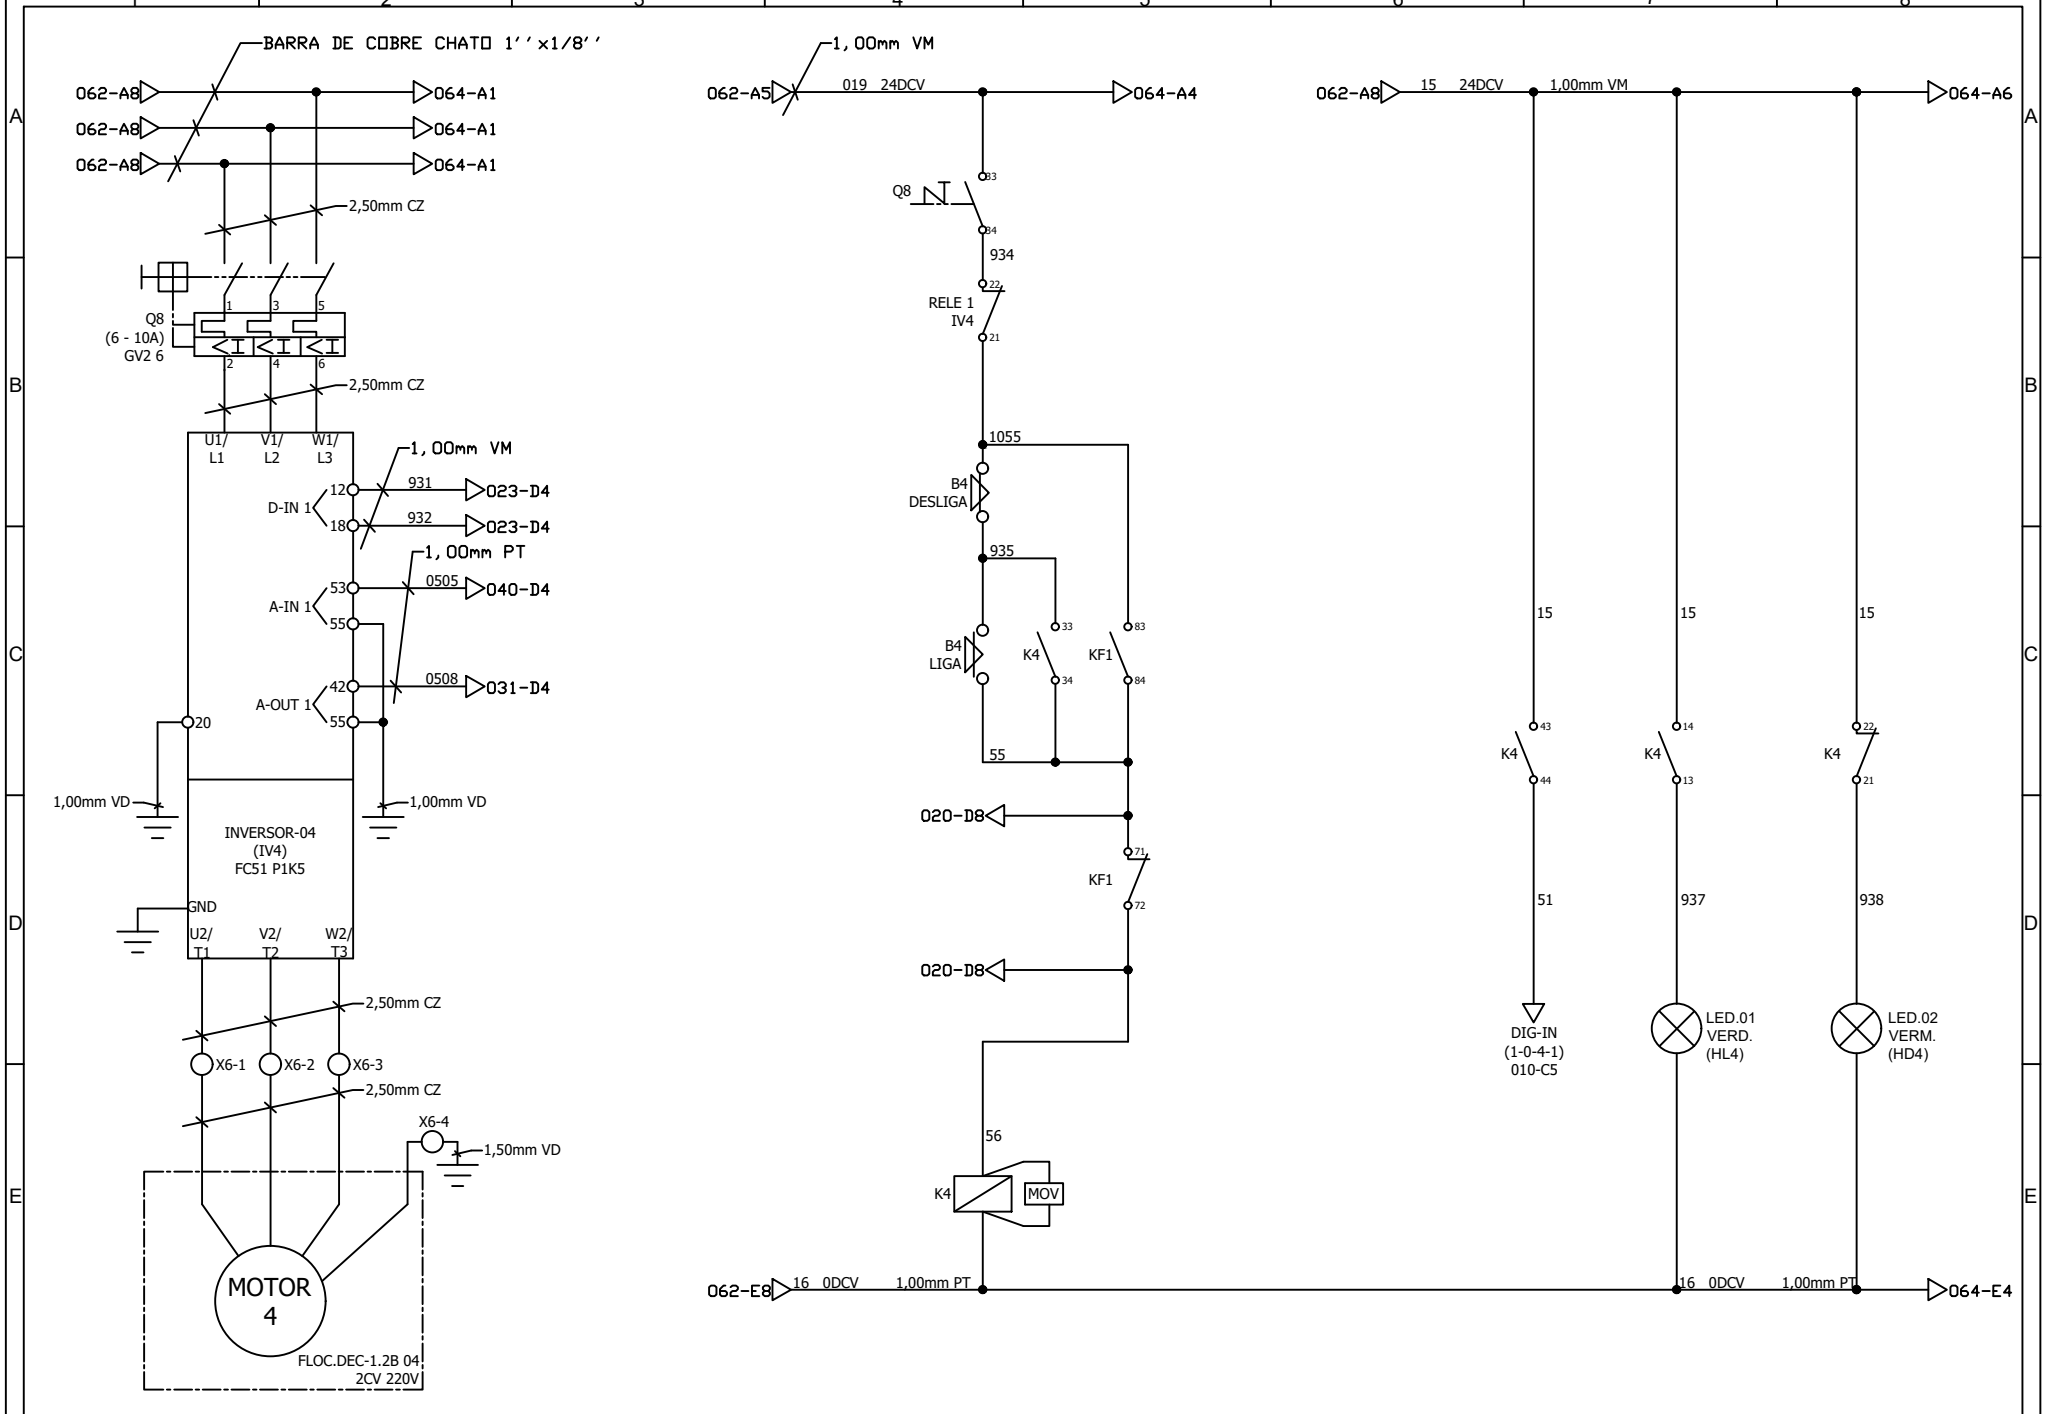 2 3 4 5 6 7 8
A
B
C
D
E
BARRA DE COBRE CHATO 1''x1/8''
062-A8 064-A1
062-A8 064-A1
062-A8 064-A1
2,50mm CZ
1 3 5
Q8
(6 - 10A)
GV2 6
2 4 6
2,50mm CZ
U1/ V1/ W1/
L1 L2 L3
1,00mm VM
D-IN 1
12 931 023-D4
18 932 023-D4
1,00mm PT
A-IN 1
53 0505 040-D4
55
A-OUT 1
42 0508 031-D4
55
20
1,00mm VD
1,00mm VD
INVERSOR-04
(IV4)
FC51 P1K5
GND
U2/ V2/ W2/
T1 T2 T3
2,50mm CZ
X6-1 X6-2 X6-3
2,50mm CZ
X6-4
1,50mm VD
MOTOR
4
FLOC.DEC-1.2B 04
2CV 220V
1,00mm VM
062-A5 019 24DCV 064-A4
33
Q8
34
934
22
RELE 1
IV4
21
1055
B4
DESLIGA
935
B4
LIGA
33
K4
34
83
KF1
84
55
020-D8
71
KF1
72
020-D8
56
K4
MOV
062-E8 16 0DCV 1,00mm PT
16 0DCV 1,00mm PT 064-E4
062-A8 15 24DCV 1,00mm VM 064-A6
15 15 15
43
K4
44
14
K4
13
22
K4
21
51 937 938
DIG-IN
(1-0-4-1)
010-C5
LED.01
VERD.
(HL4)
LED.02
VERM.
(HD4)
A
B
C
D
E